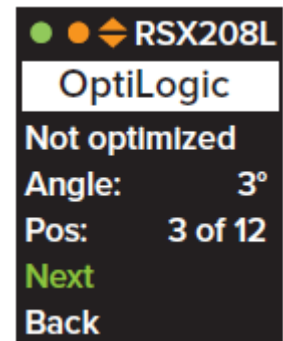 RSX208L
OptiLogic
Not optimized
Angle: 3°
Pos: 3 of 12
Next
Back